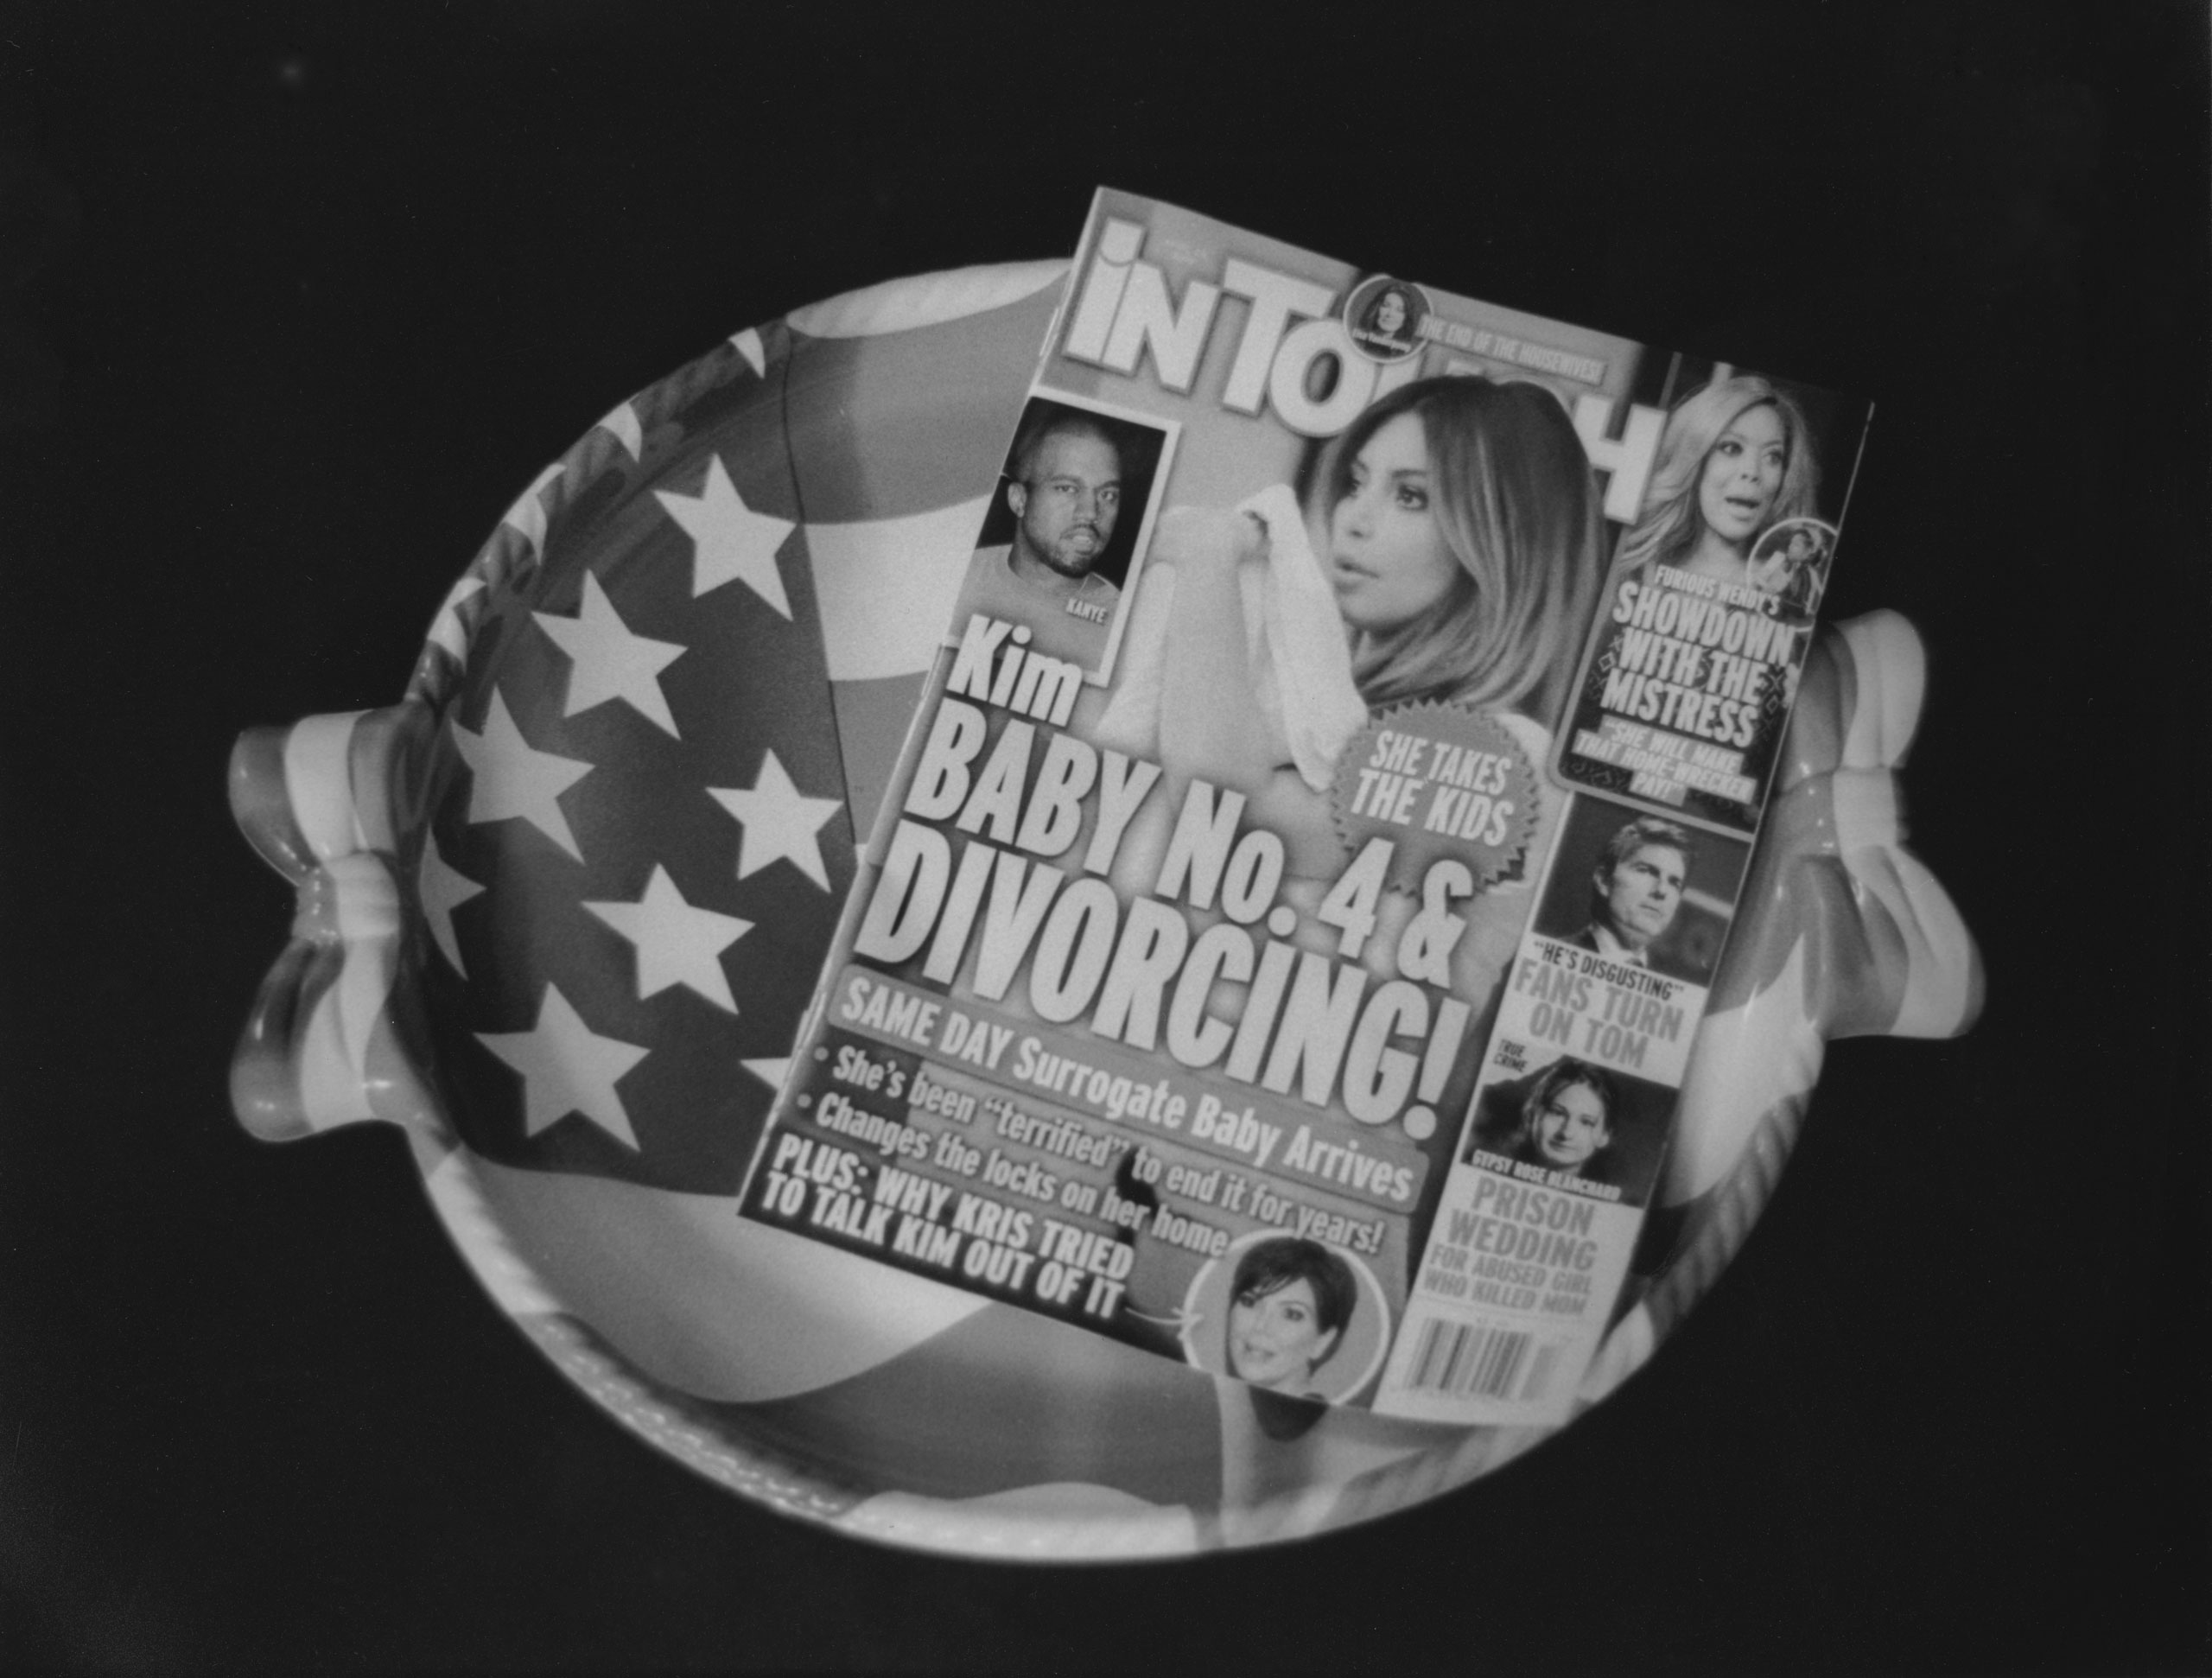 iN TOUCH
THE END OF THE HOUSEWIVES!
KANYE
Kim
BABY No. 4 &
DIVORCING!
SHE TAKES
THE KIDS
SAME DAY Surrogate Baby Arrives
• She's been "terrified" to end it for years!
• Changes the locks on her home
PLUS: WHY KRIS TRIED
TO TALK KIM OUT OF IT
FURIOUS WENDY'S
SHOWDOWN
WITH THE
MISTRESS
"SHE WILL MAKE
THAT HOME-WRECKER
PAY!"
"HE'S DISGUSTING"
FANS TURN
ON TOM
TRUE
CRIME
GYPSY ROSE BLANCHARD
PRISON
WEDDING
FOR ABUSED GIRL
WHO KILLED MOM